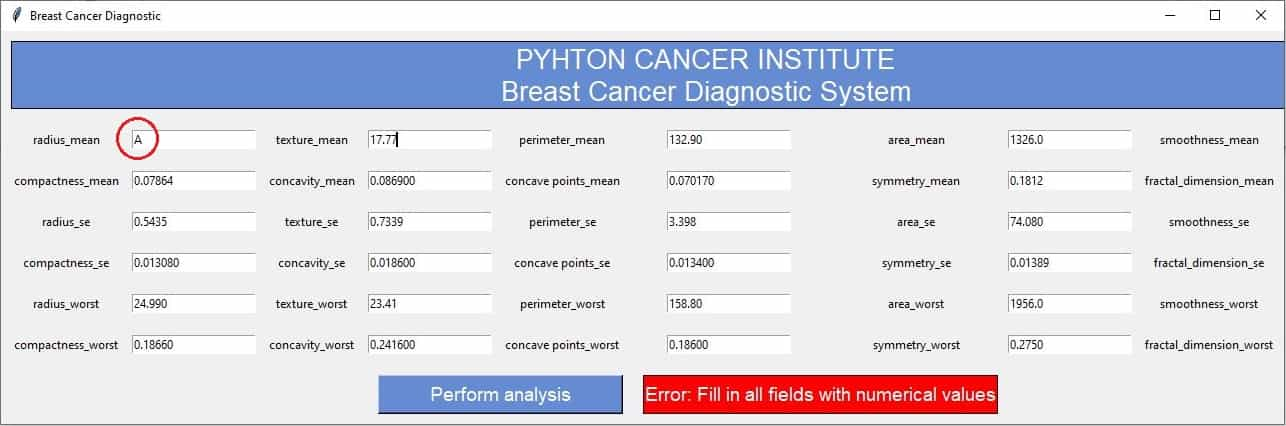 Breast Cancer Diagnostic
PYHTON CANCER INSTITUTE
Breast Cancer Diagnostic System
radius_mean A texture_mean 17.77 perimeter_mean 132.90 area_mean 1326.0 smoothness_mean
compactness_mean 0.07864 concavity_mean 0.086900 concave points_mean 0.070170 symmetry_mean 0.1812 fractal_dimension_mean
radius_se 0.5435 texture_se 0.7339 perimeter_se 3.398 area_se 74.080 smoothness_se
compactness_se 0.013080 concavity_se 0.018600 concave points_se 0.013400 symmetry_se 0.01389 fractal_dimension_se
radius_worst 24.990 texture_worst 23.41 perimeter_worst 158.80 area_worst 1956.0 smoothness_worst
compactness_worst 0.18660 concavity_worst 0.241600 concave points_worst 0.18600 symmetry_worst 0.2750 fractal_dimension_worst
Perform analysis Error: Fill in all fields with numerical values